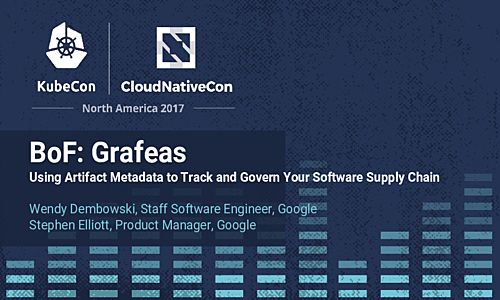 KubeCon
CloudNativeCon
North America 2017
BoF: Grafeas
Using Artifact Metadata to Track and Govern Your Software Supply Chain
Wendy Dembowski, Staff Software Engineer, Google
Stephen Elliott, Product Manager, Google